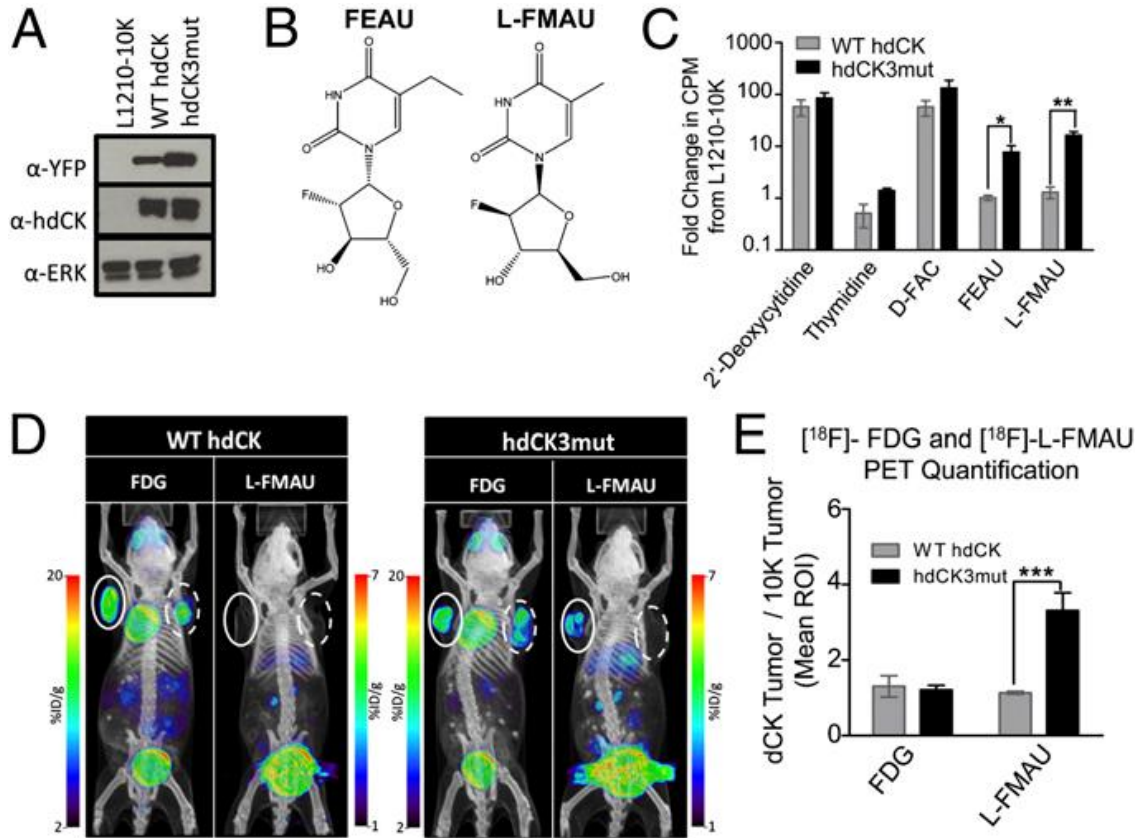 A
L1210-10K
WT hdCK
hdCK3mut
α-YFP
α-hdCK
α-ERK
B
FEAU
L-FMAU
O
NH
O
N
F
O
HO
HO
O
NH
O
N
F
O
HO
OH
C
Fold Change in CPM
from L1210-10K
1000
100
10
1
0.1
WT hdCK
hdCK3mut
*
**
2'-Deoxycytidine
Thymidine
D-FAC
FEAU
L-FMAU
D
WT hdCK
FDG
L-FMAU
20
%ID/g
2
7
%ID/g
1
hdCK3mut
FDG
L-FMAU
20
%ID/g
2
7
%ID/g
1
E
[¹⁸F]- FDG and [¹⁸F]-L-FMAU
PET Quantification
dCK Tumor / 10K Tumor
(Mean ROI)
6
4
2
0
WT hdCK
hdCK3mut
***
FDG
L-FMAU